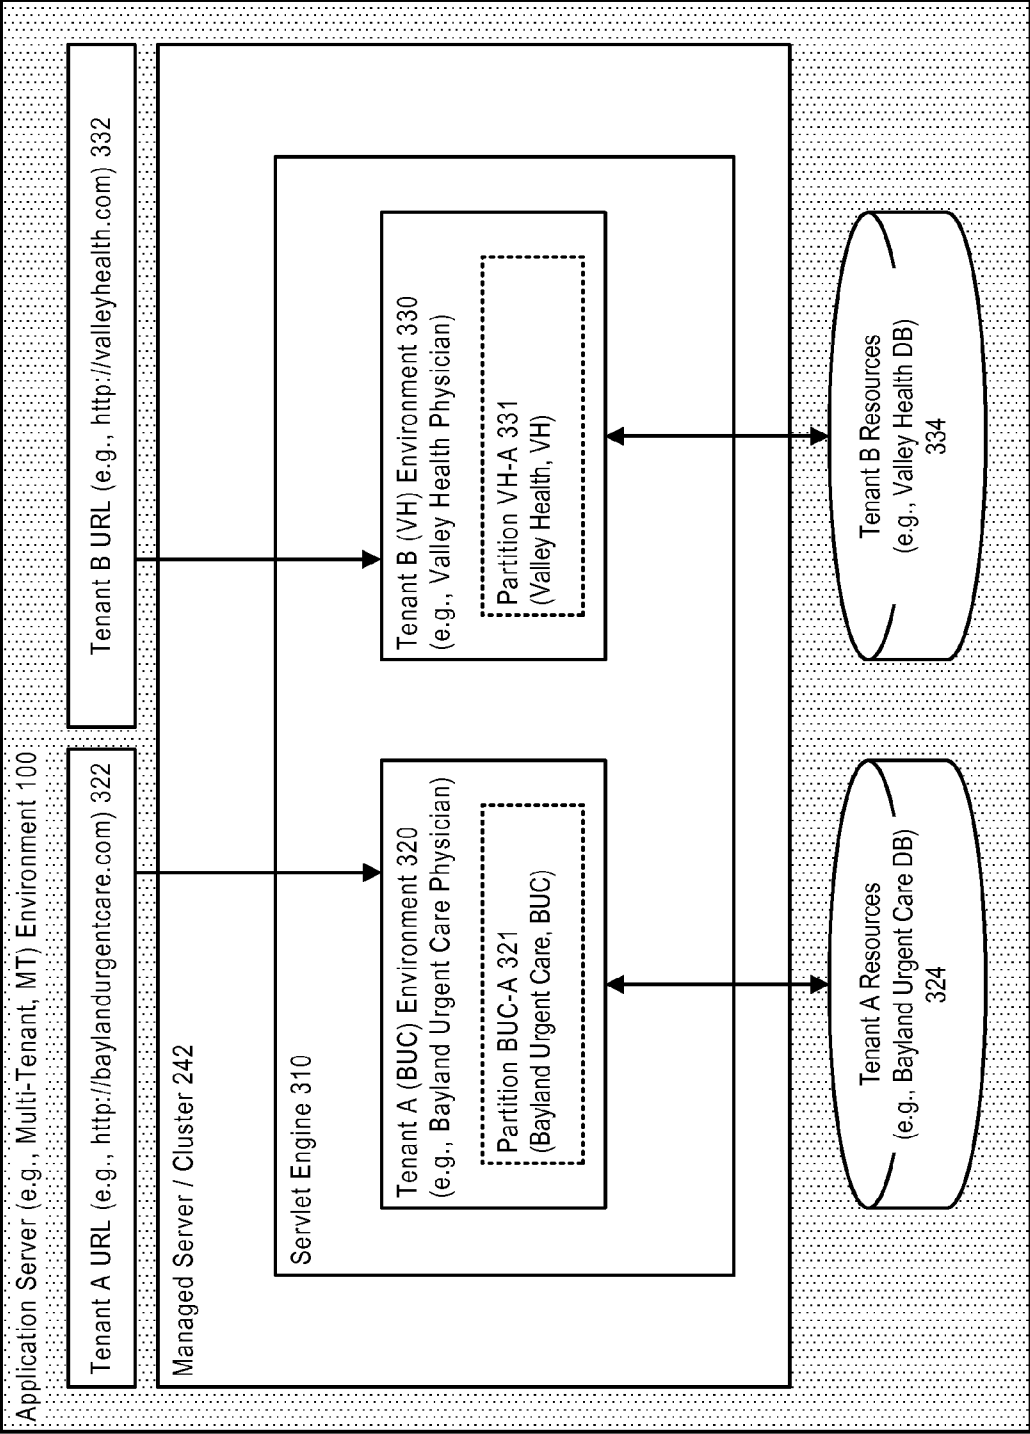 Application Server (e.g., Multi-Tenant, MT) Environment 100
Tenant A URL (e.g., http://baylandurgentcare.com) 322
Tenant B URL (e.g., http://valleyhealth.com) 332
Managed Server / Cluster 242
Servlet Engine 310
Tenant A (BUC) Environment 320
(e.g., Bayland Urgent Care Physician)
Partition BUC-A 321
(Bayland Urgent Care, BUC)
Tenant B (VH) Environment 330
(e.g., Valley Health Physician)
Partition VH-A 331
(Valley Health, VH)
Tenant A Resources
(e.g., Bayland Urgent Care DB)
324
Tenant B Resources
(e.g., Valley Health DB)
334